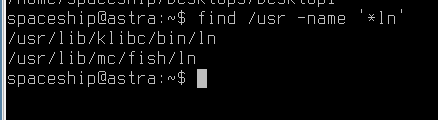 spaceship@astra:~$ find /usr -name '*ln'
/usr/lib/klibc/bin/ln
/usr/lib/mc/fish/ln
spaceship@astra:~$